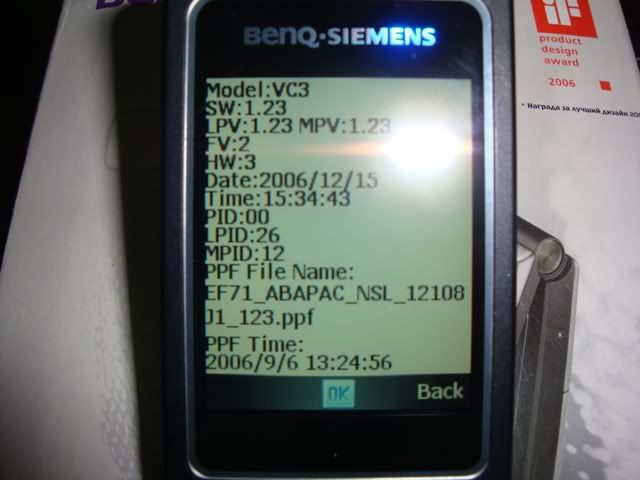 BenQ-SIEMENS
Model:VC3
SW:1.23
LPV:1.23 MPV:1.23
FV:2
HW:3
Date:2006/12/15
Time:15:34:43
PID:00
LPID:26
MPID:12
PPF File Name:
EF71_ABAPAC_NSL_12108
J1_123.ppf
PPF Time:
2006/9/6 13:24:56
OK Back
iF
product
design
award
2006
• Награда за лучший дизайн